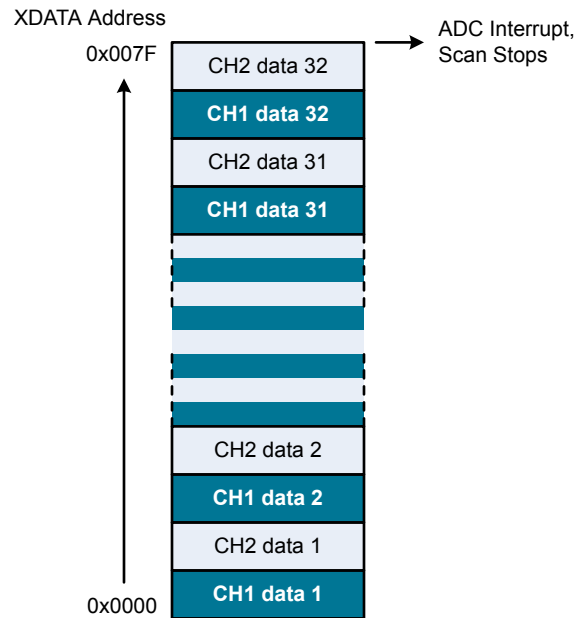 XDATA Address
0x007F
ADC Interrupt,
Scan Stops
CH2 data 32
CH1 data 32
CH2 data 31
CH1 data 31
CH2 data 2
CH1 data 2
CH2 data 1
CH1 data 1
0x0000